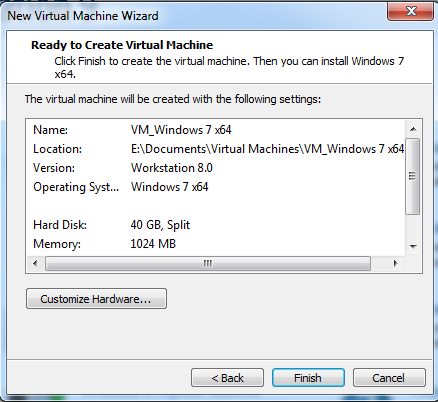 New Virtual Machine Wizard
Ready to Create Virtual Machine
Click Finish to create the virtual machine. Then you can install Windows 7
x64.
The virtual machine will be created with the following settings:
Name: VM_Windows 7 x64
Location: E:\Documents\Virtual Machines\VM_Windows 7 x64
Version: Workstation 8.0
Operating Syst... Windows 7 x64
Hard Disk: 40 GB, Split
Memory: 1024 MB
Customize Hardware...
< Back Finish Cancel